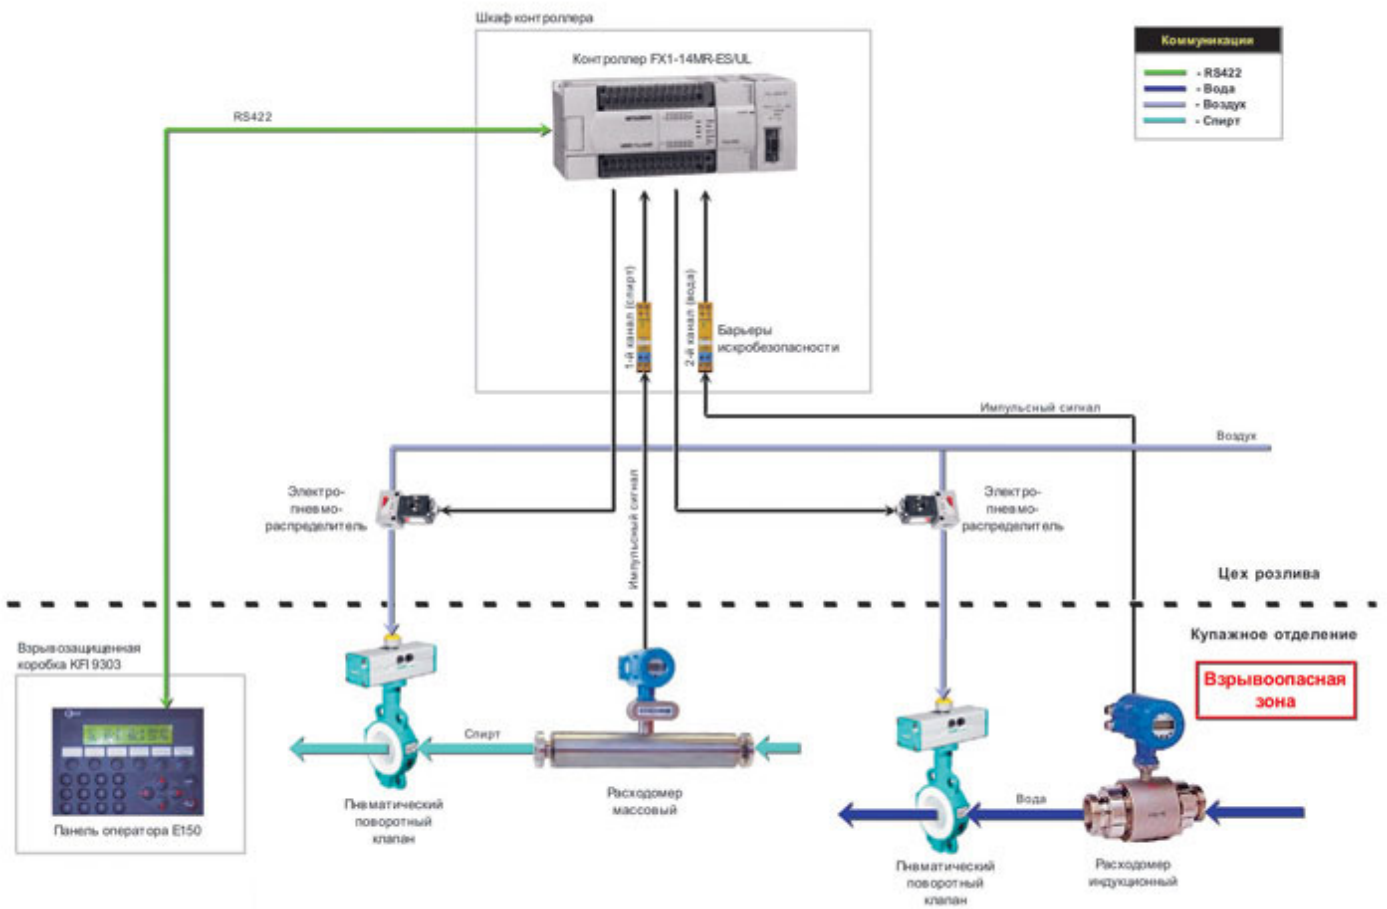 Шкаф контроллера
Контроллер FX1-14MR-ES/UL
Коммуникации
- RS422
- Вода
- Воздух
- Спирт
RS422
1-й канал (спирт)
2-й канал (вода)
Барьеры
искробезопасности
Импульсный сигнал
Воздух
Электро-
пневмо-
распределитель
Импульсный сигнал
Электро-
пневмо-
распределитель
Цех розлива
Купажное отделение
Взрывоопасная
зона
Взрывозащищенная
коробка KFI 9303
Панель оператора E150
Спирт
Пневматический
поворотный
клапан
Расходомер
массовый
Вода
Пневматический
поворотный
клапан
Расходомер
индукционный